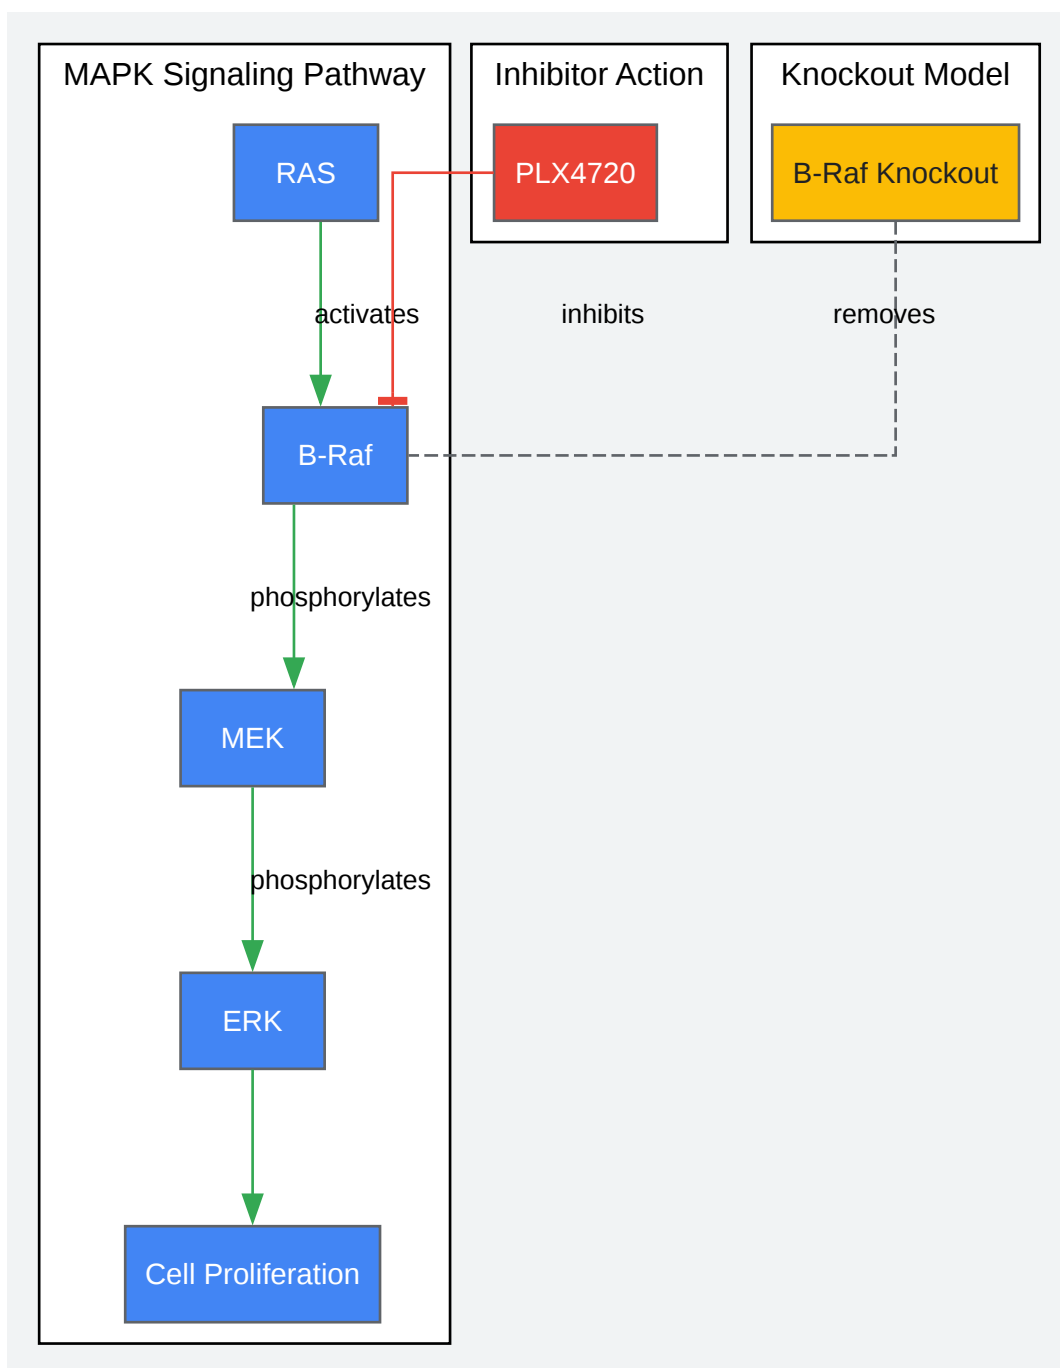 MAPK Signaling Pathway
Inhibitor Action
Knockout Model
RAS
PLX4720
B-Raf Knockout
activates
inhibits
removes
B-Raf
phosphorylates
MEK
phosphorylates
ERK
Cell Proliferation